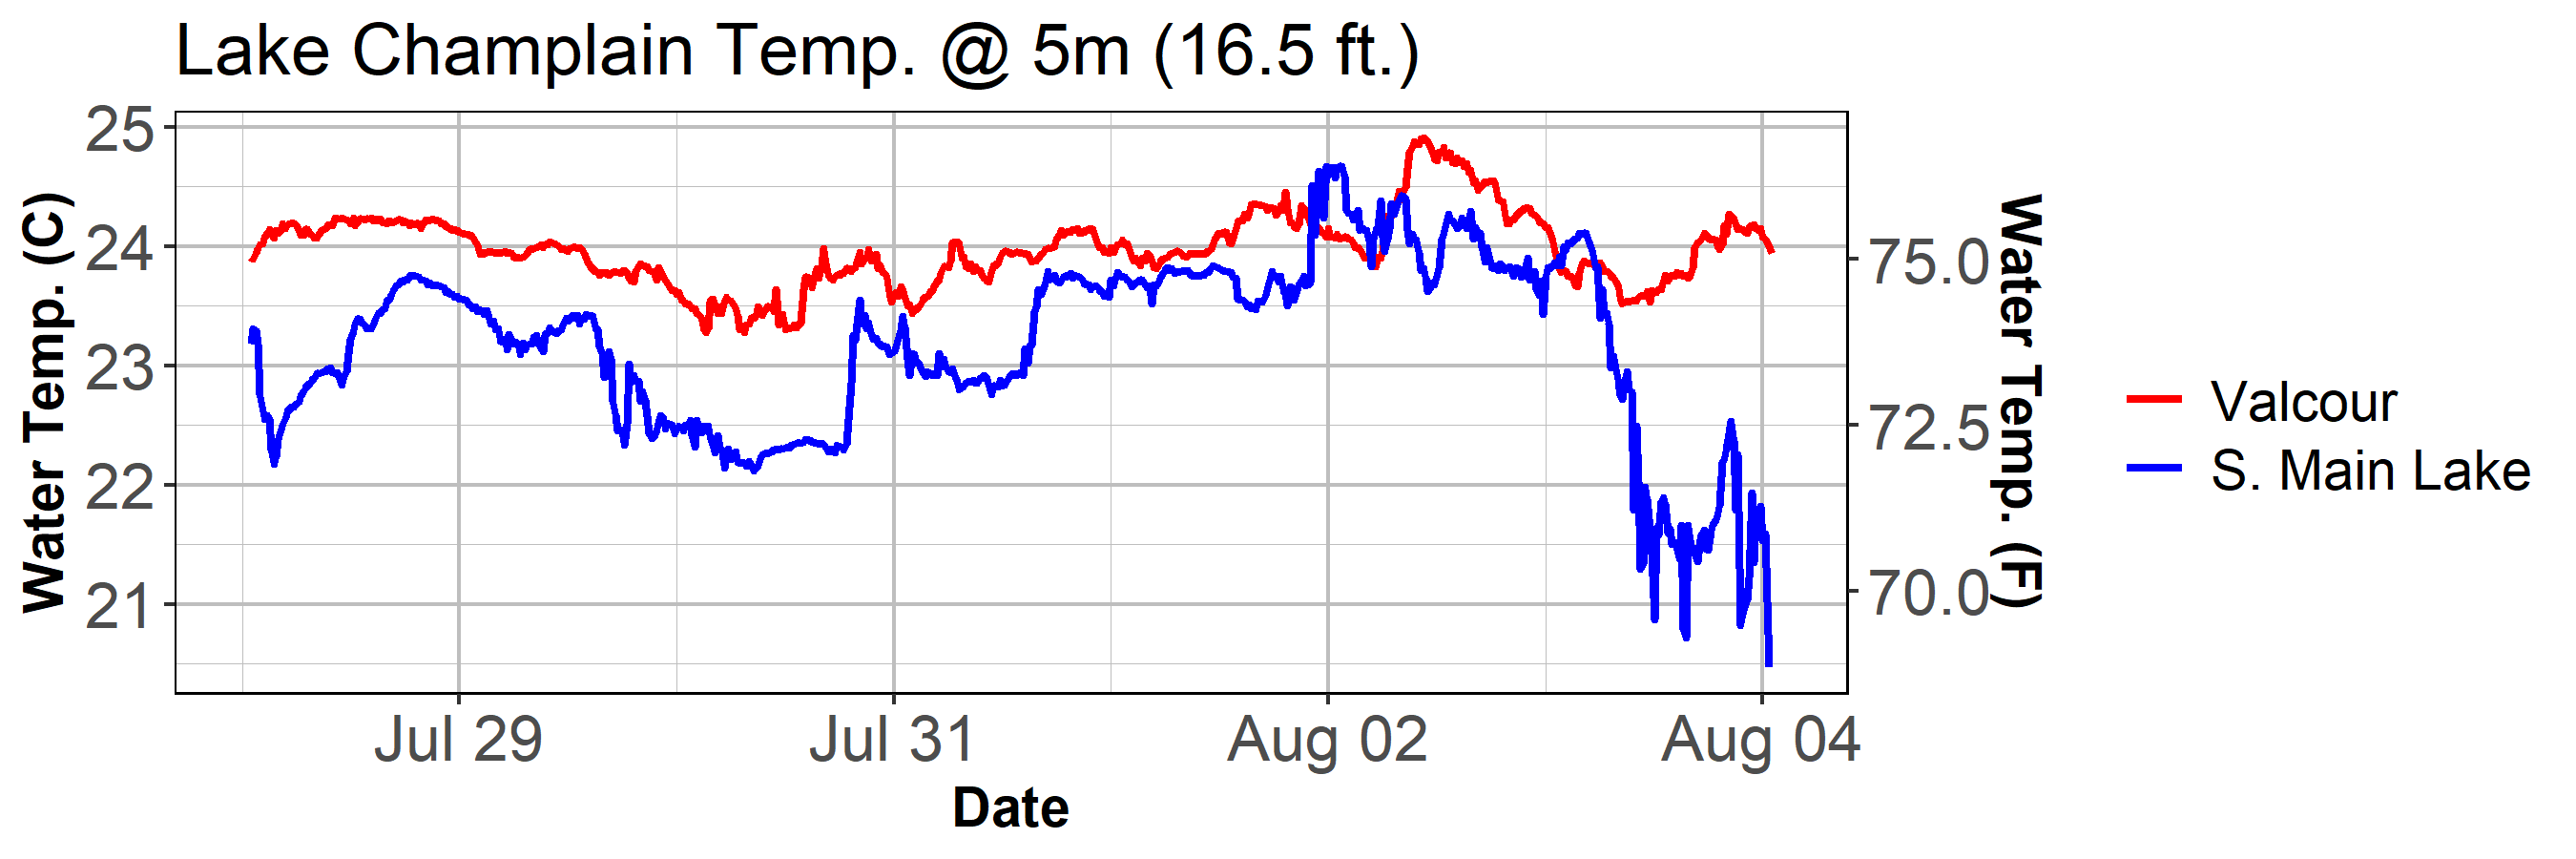 Lake Champlain Temp. @ 5m (16.5 ft.)
Water Temp. (C)
25
24
23
22
21
75.0
72.5
70.0
Water Temp. (F)
Jul 29
Jul 31
Aug 02
Aug 04
Date
Valcour
S. Main Lake